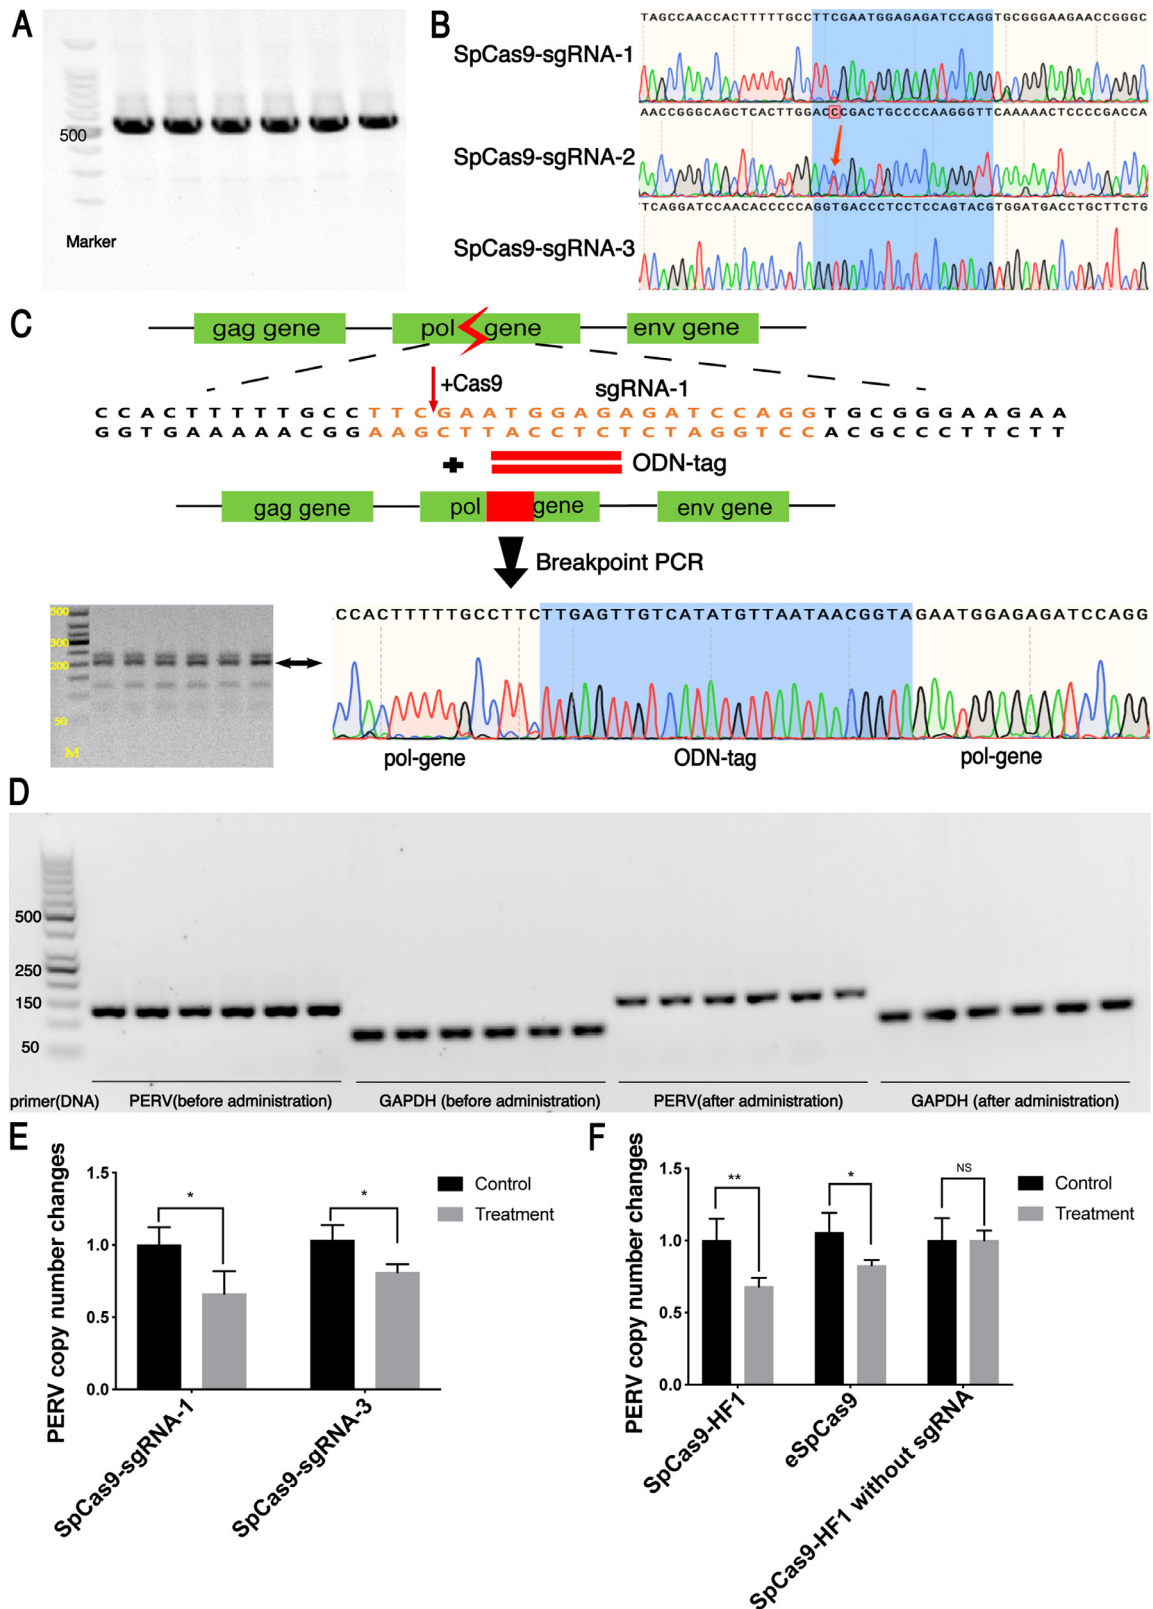 A
500
Marker
B
TAGCCAACCACTTTTTGCCTTCGAATGGAGAGATCCAGGTGCGGGAAGAACCGGGC
SpCas9-sgRNA-1
AACCGGGCAGCTCACTTGGACCCGACTGCCCCAAGGGTTCAAAAACTCCCCGACCA
SpCas9-sgRNA-2
TCAGGATCCAACACCCCCAGGTGACCCTCCTCCAGTACGTGGATGACCTGCTTCTG
SpCas9-sgRNA-3
C
gag gene
pol gene
env gene
+Cas9
sgRNA-1
C C A C T T T T T G C C T T C G A A T G G A G A G A T C C A G G T G C G G G A A G A A
G G T G A A A A A C G G A A G C T T A C C T C T C T A G G T C C A C G C C C T T C T T
+ ODN-tag
gag gene
pol gene
env gene
Breakpoint PCR
500
300
200
50
M
CCACTTTTTGCCTTCTTGAGTTGTCATATGTTAATAACGGTAGAATGGAGAGATCCAGG
pol-gene
ODN-tag
pol-gene
D
500
250
150
50
primer(DNA)
PERV(before administration)
GAPDH (before administration)
PERV(after administration)
GAPDH (after administration)
E
PERV copy number changes
1.5
1.0
0.5
0.0
*
*
Control
Treatment
SpCas9-sgRNA-1
SpCas9-sgRNA-3
F
PERV copy number changes
1.5
1.0
0.5
0.0
**
*
NS
Control
Treatment
SpCas9-HF1
eSpCas9
SpCas9-HF1 without sgRNA